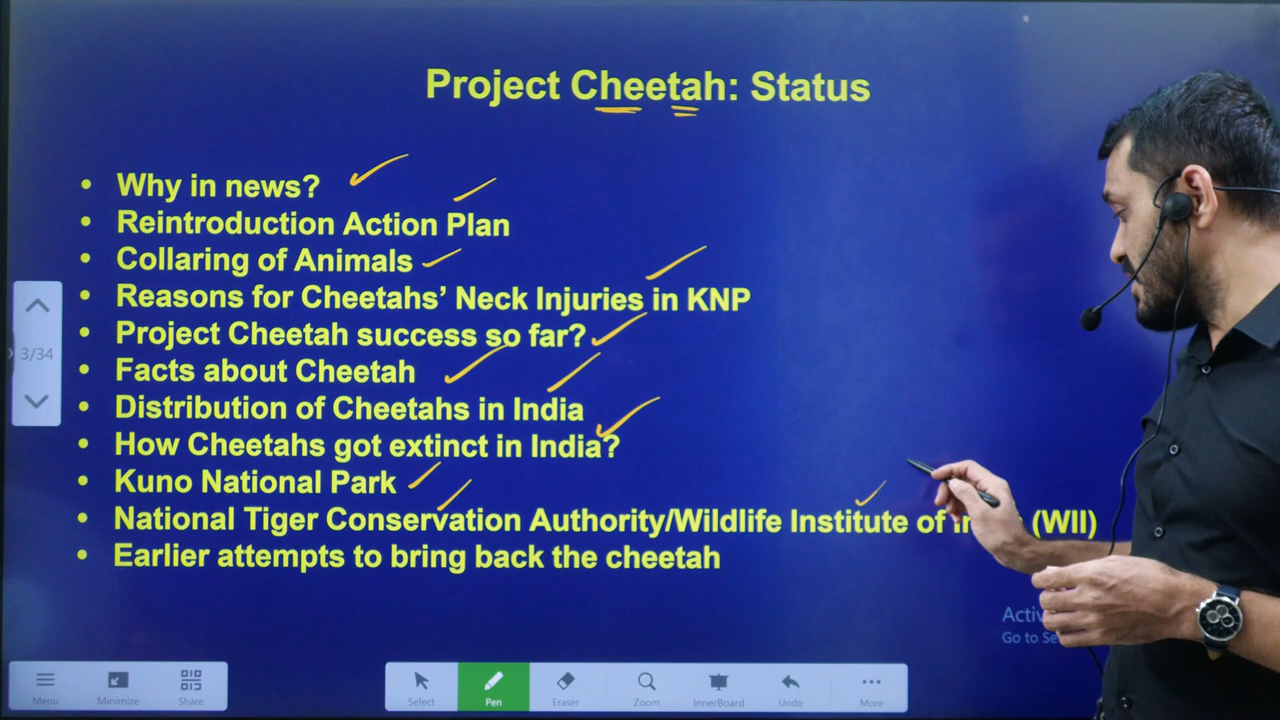 Project Cheetah: Status
• Why in news?
• Reintroduction Action Plan
• Collaring of Animals
• Reasons for Cheetahs’ Neck Injuries in KNP
• Project Cheetah success so far?
• Facts about Cheetah
• Distribution of Cheetahs in India
• How Cheetahs got extinct in India?
• Kuno National Park
• National Tiger Conservation Authority/Wildlife Institute of (WII)
• Earlier attempts to bring back the cheetah
3/34
Go to
Menu Minimize Share Select Pen Eraser Zoom InnerBoard Undo More